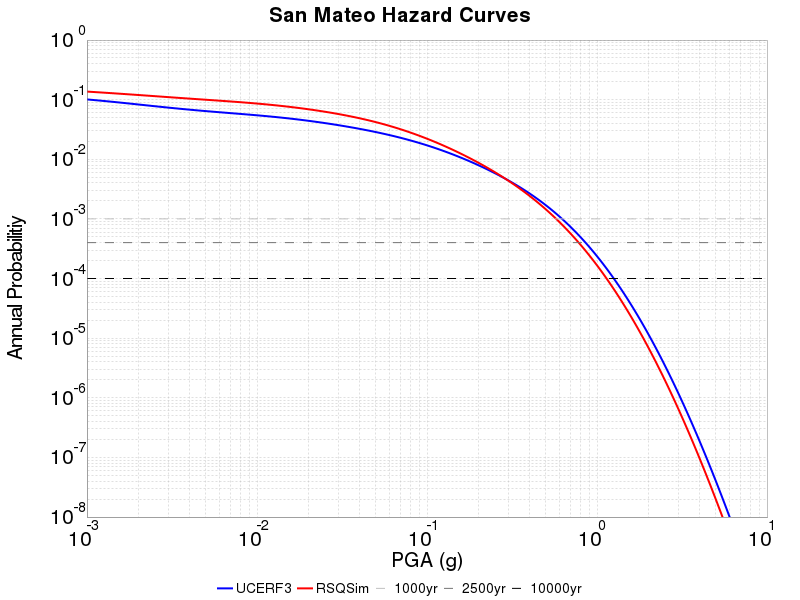 San Mateo Hazard Curves
10^0
10^-1
10^-2
10^-3
10^-4
10^-5
10^-6
10^-7
10^-8
Annual Probabilitiy
10^-3 10^-2 10^-1 10^0 10^1
PGA (g)
UCERF3 RSQSim 1000yr 2500yr 10000yr